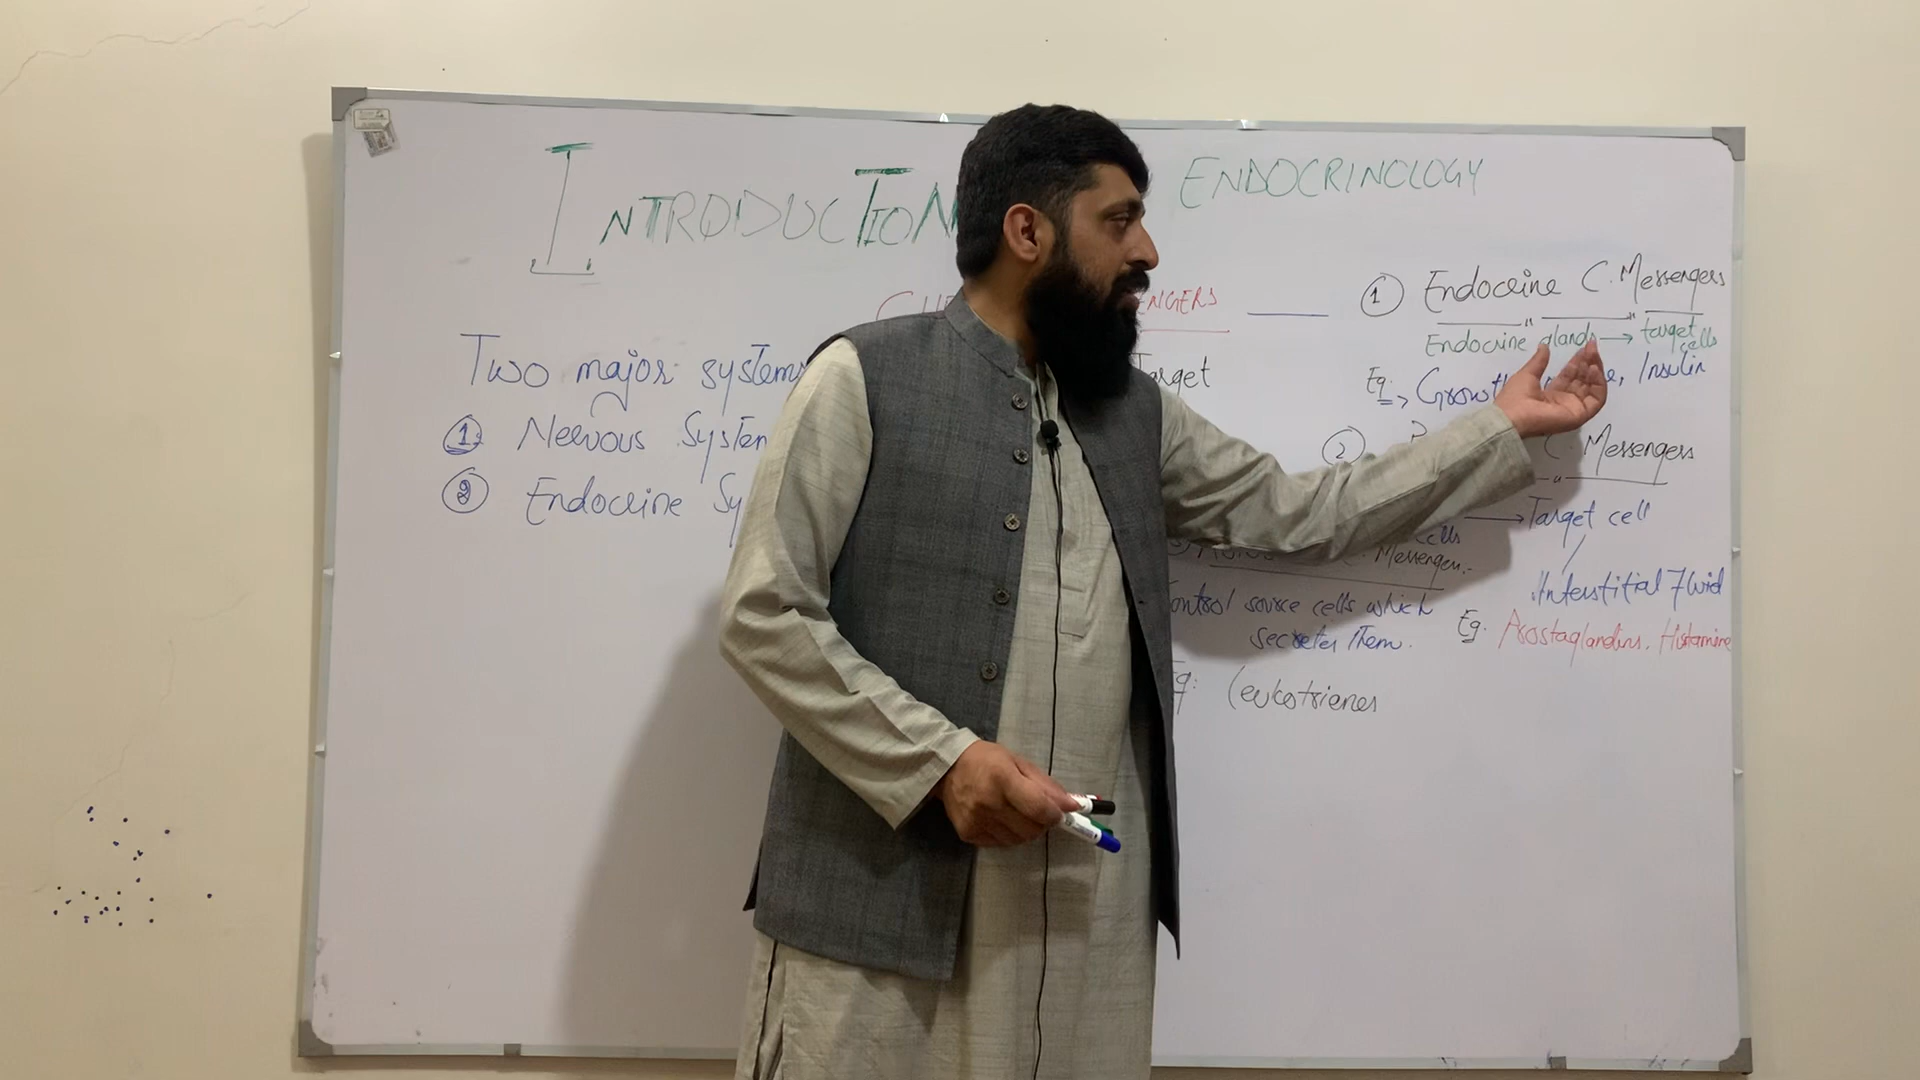 INTRODUCTION ENDOCRINOLOGY
Two major systems
1 Nervous System
2 Endocrine Sy
Target
1 Endocrine C. Messengers
Endocrine glands → target cells
Eg: → Growth , Insulin
2 C. Messengers
cells → Target cell
Messenger.
Interstitial Fluid
control source cells which
secretes them.
Eg. Prostaglandins, Histamine
Eg: Leukotrienes